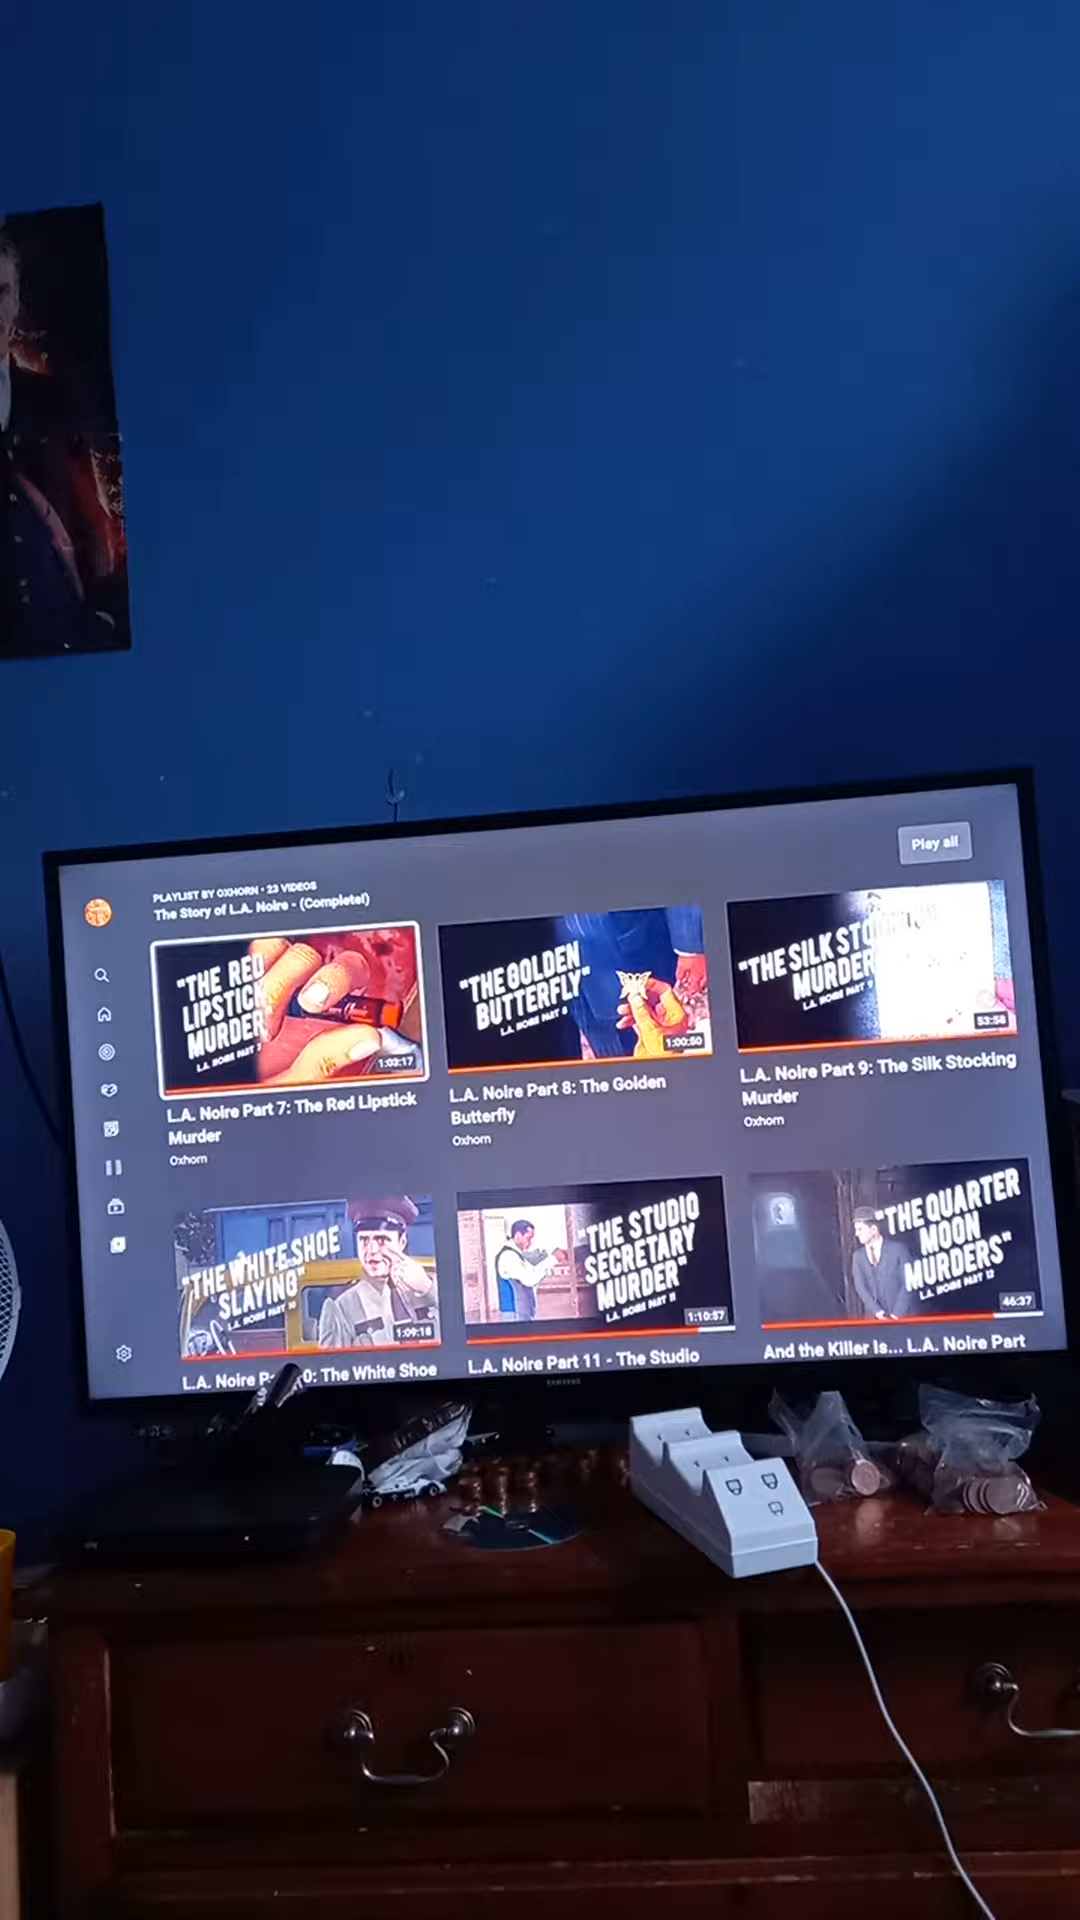 Play all
PLAYLIST BY OXHORN • 23 VIDEOS
The Story of L.A. Noire - (Complete!)
"THE RED
LIPSTICK
MURDER
L.A. NOIRE PART 7
1:03:17
"THE GOLDEN
BUTTERFLY"
L.A. NOIRE PART 8
1:00:50
"THE SILK
MURDER
L.A. NOIRE PART 9
53:58
L.A. Noire Part 7: The Red Lipstick
Murder
Oxhorn
L.A. Noire Part 8: The Golden
Butterfly
Oxhorn
L.A. Noire Part 9: The Silk Stocking
Murder
Oxhorn
"THE WHITE SHOE
SLAYING"
L.A. NOIRE PART 10
1:09:18
"THE STUDIO
SECRETARY
MURDER"
L.A. NOIRE PART 11
1:10:57
"THE QUARTER
MOON
MURDERS"
L.A. NOIRE PART 12
46:37
L.A. Noire P 0: The White Shoe
L.A. Noire Part 11 - The Studio
And the Killer Is... L.A. Noire Part
SAMSUNG